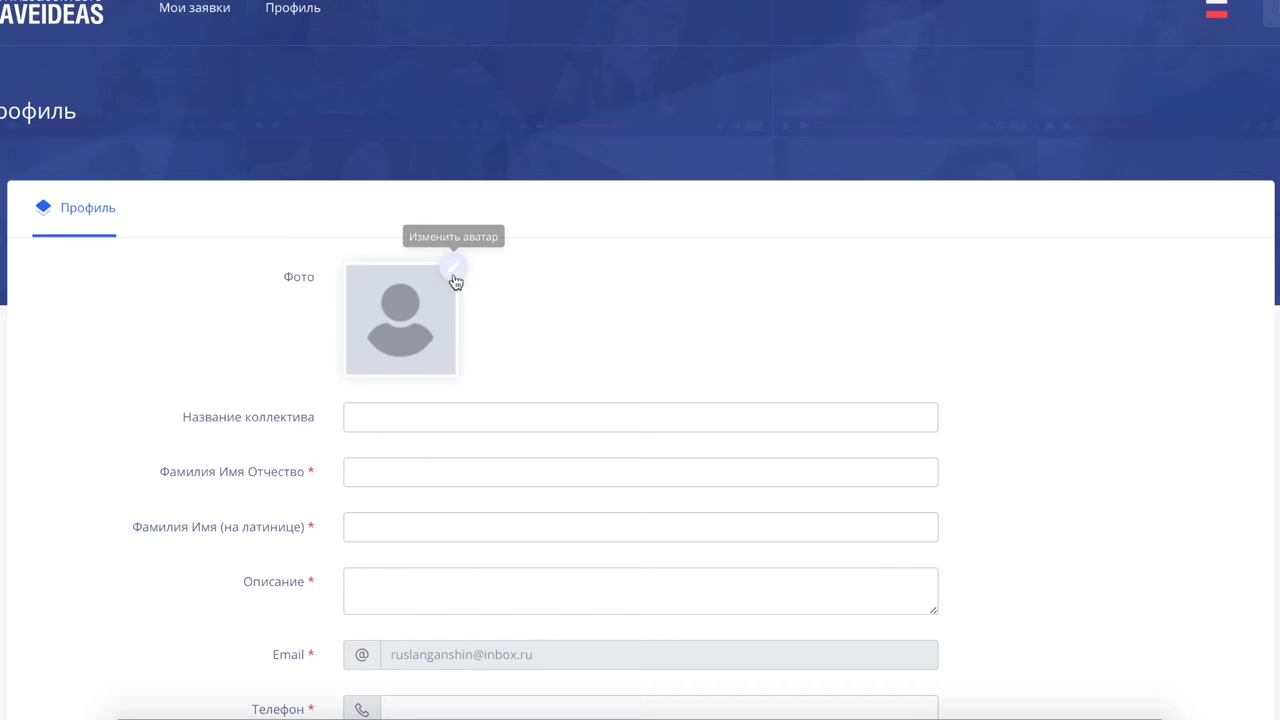 AVEIDEAS
Мои заявки
Профиль
рофиль
Профиль
Изменить аватар
Фото
Название коллектива
Фамилия Имя Отчество *
Фамилия Имя (на латинице) *
Описание *
Email *
@
ruslanganshin@inbox.ru
Телефон *